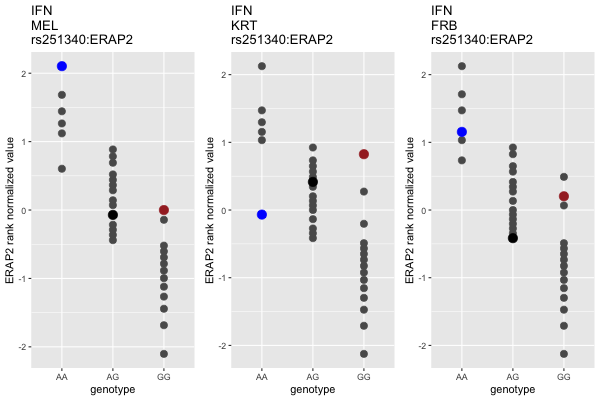 IFN
MEL
rs251340:ERAP2
ERAP2 rank normalized value
2
1
0
-1
-2
AA AG GG
genotype
IFN
KRT
rs251340:ERAP2
ERAP2 rank normalized value
2
1
0
-1
-2
AA AG GG
genotype
IFN
FRB
rs251340:ERAP2
ERAP2 rank normalized value
2
1
0
-1
-2
AA AG GG
genotype